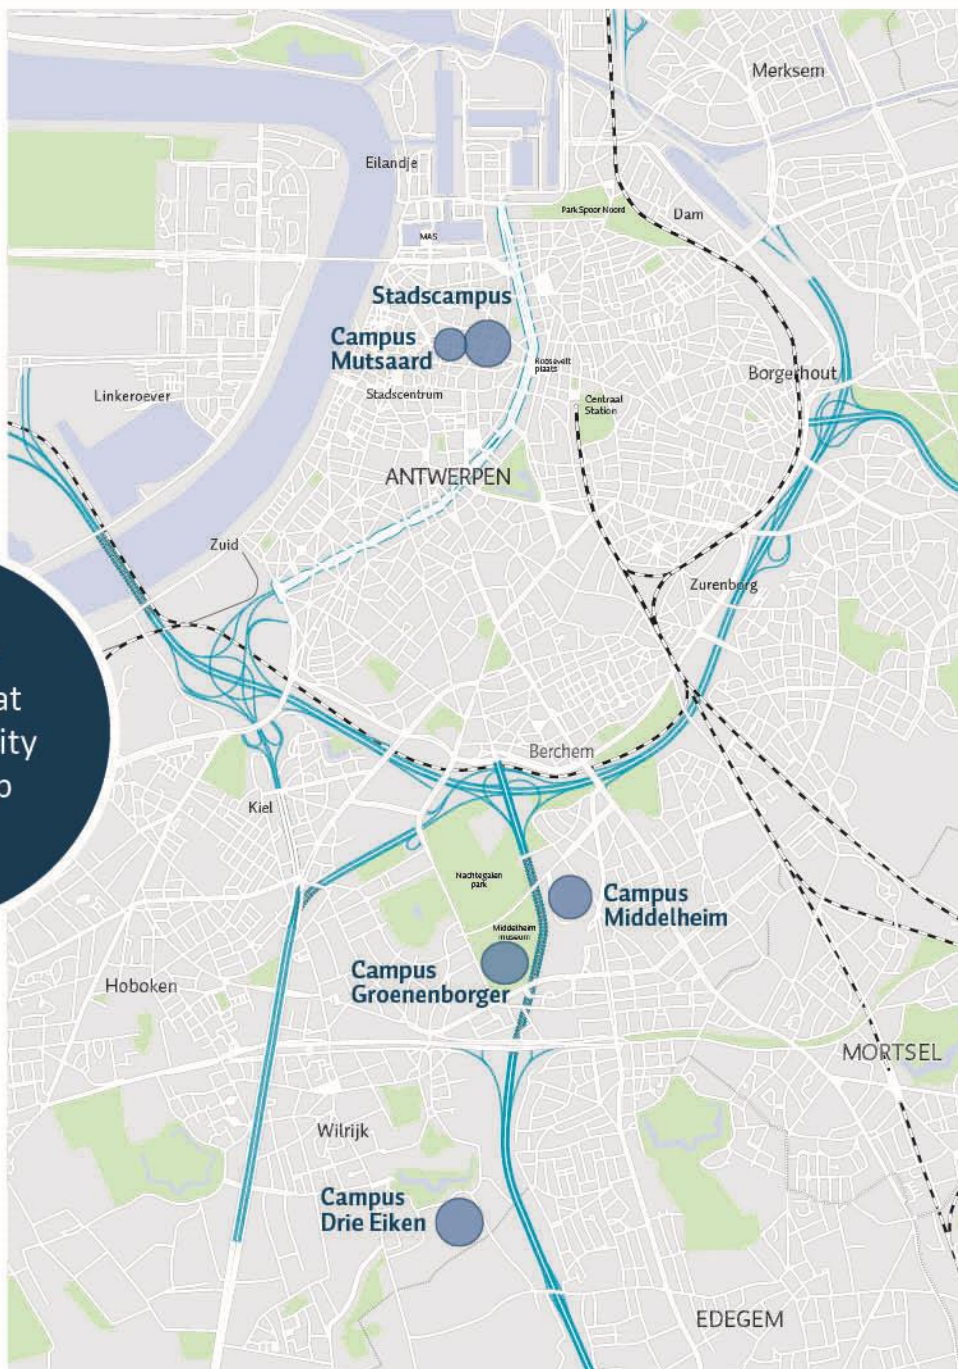 Merksem
Eilandje
Park Spoor Noord
Dam
MAS
Stadscampus
Campus
Mutsaard
Roosevelt
plaats
Borgerhout
Linkeroever
Stadscentrum
Centraal
Station
ANTWERPEN
Zuid
Zurenborg
at
ity
Berchem
Kiel
Nachtegalen
park
Campus
Middelheim
Middelheim
museum
Campus
Groenenborger
Hoboken
MORTSEL
Wilrijk
Campus
Drie Eiken
EDEGEM